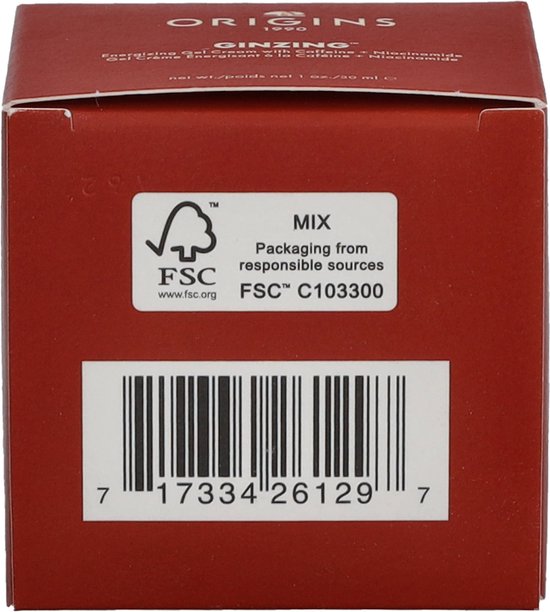 ORIGINS
1990
GINZING™
Energizing Gel Cream with Caffeine + Niacinamide
Gel Crème Énergisant à la Caféine + Niacinamide
net wt./poids net 1 oz./30 ml ℮
™
FSC
www.fsc.org
MIX
Packaging from
responsible sources
FSC™ C103300
7 17334 26129 7